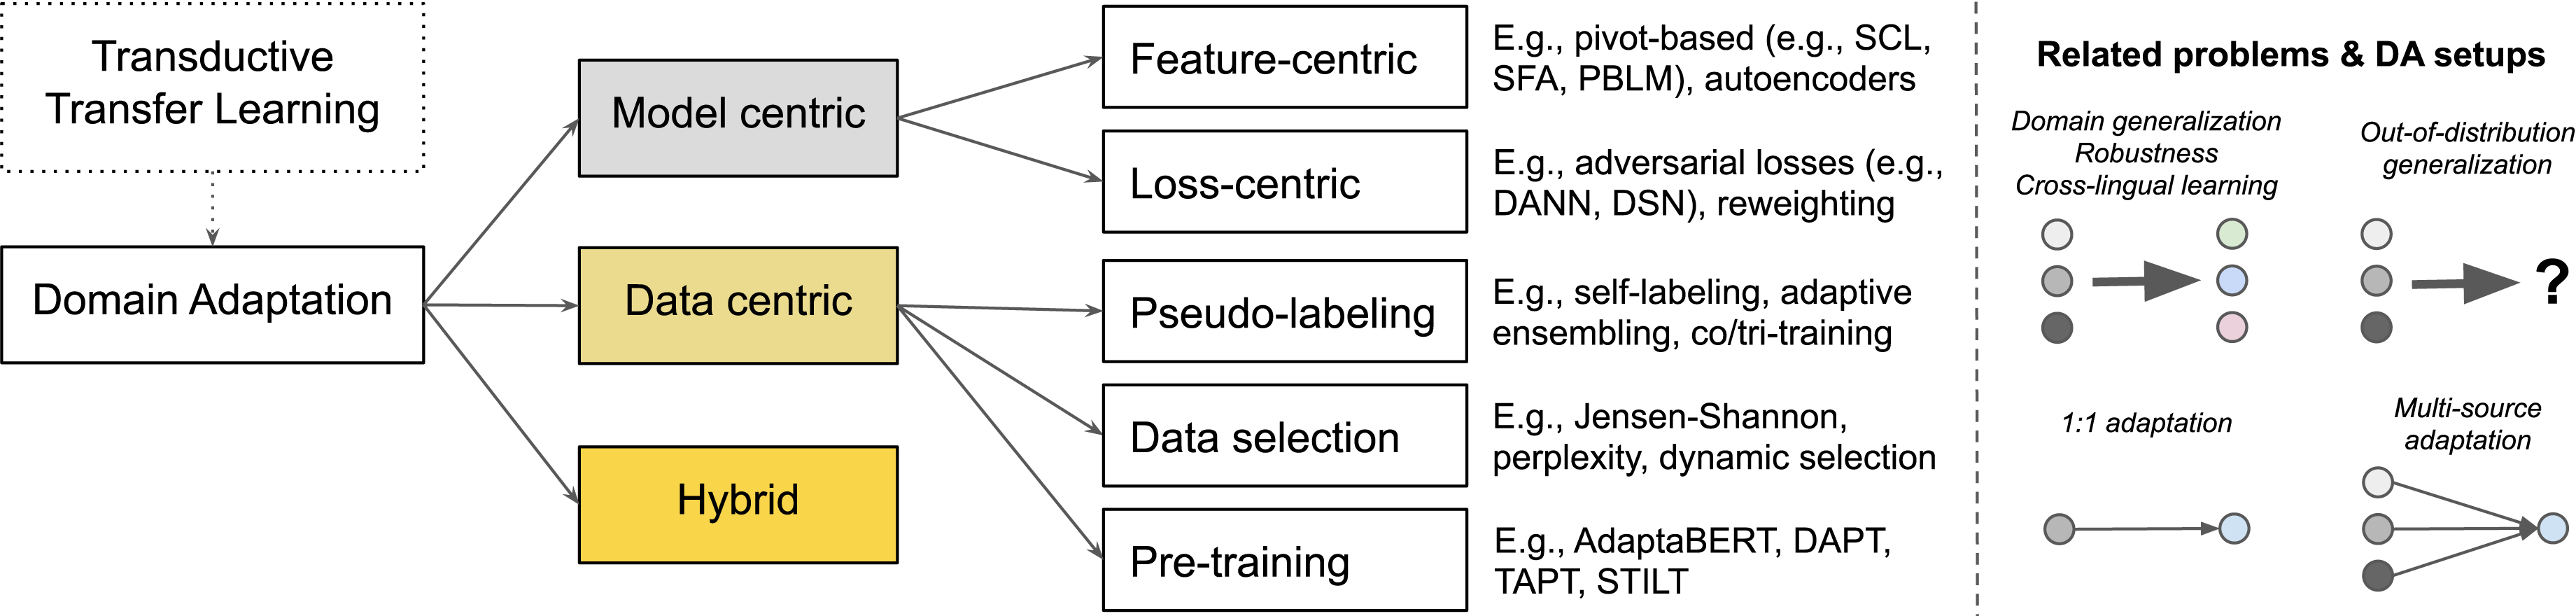 Transductive
Transfer Learning
Domain Adaptation
Model centric
Data centric
Hybrid
Feature-centric
Loss-centric
Pseudo-labeling
Data selection
Pre-training
E.g., pivot-based (e.g., SCL,
SFA, PBLM), autoencoders
E.g., adversarial losses (e.g.,
DANN, DSN), reweighting
E.g., self-labeling, adaptive
ensembling, co/tri-training
E.g., Jensen-Shannon,
perplexity, dynamic selection
E.g., AdaptaBERT, DAPT,
TAPT, STILT
Related problems & DA setups
Domain generalization
Robustness
Cross-lingual learning
Out-of-distribution
generalization
?
1:1 adaptation
Multi-source
adaptation